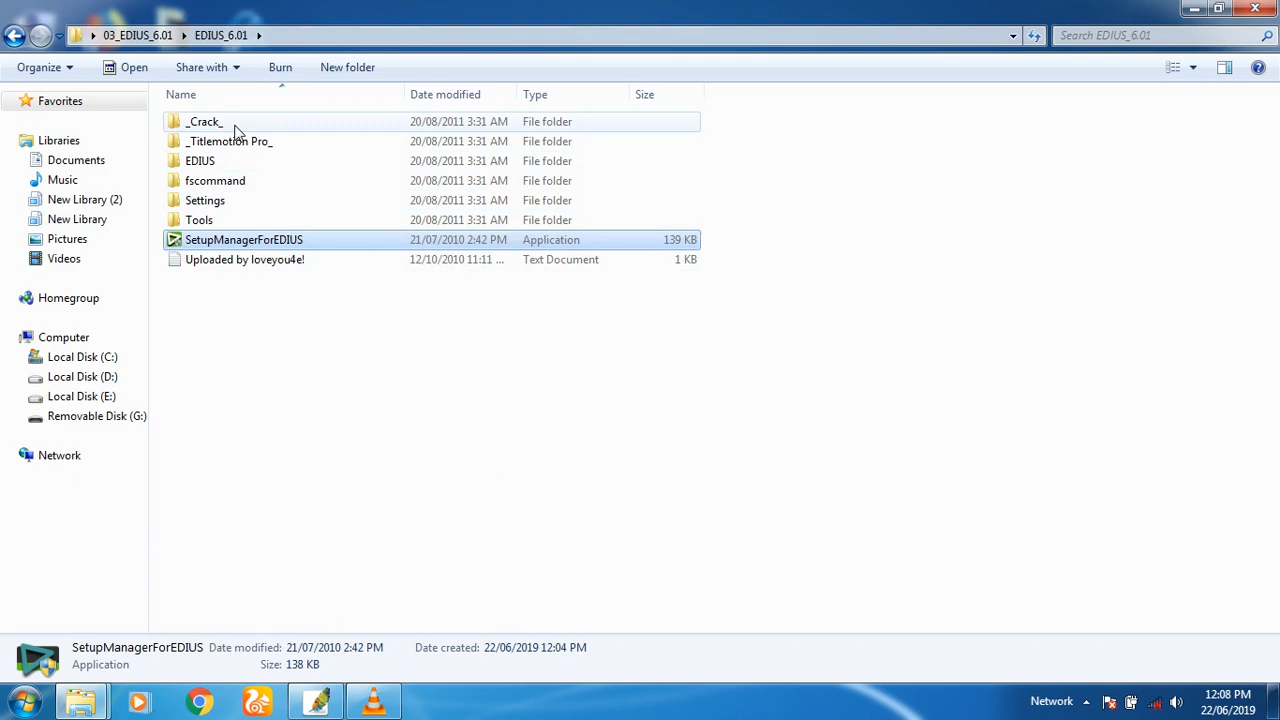 03_EDIUS_6.01 EDIUS_6.01 Search EDIUS_6.01
Organize Open Share with Burn New folder
Name Date modified Type Size
Favorites
_Crack_ 20/08/2011 3:31 AM File folder
_Titlemotion Pro_ 20/08/2011 3:31 AM File folder
EDIUS 20/08/2011 3:31 AM File folder
fscommand 20/08/2011 3:31 AM File folder
Settings 20/08/2011 3:31 AM File folder
Tools 20/08/2011 3:31 AM File folder
SetupManagerForEDIUS 21/07/2010 2:42 PM Application 139 KB
Uploaded by loveyou4e! 12/10/2010 11:11 ... Text Document 1 KB
Libraries
Documents
Music
New Library (2)
New Library
Pictures
Videos
Homegroup
Computer
Local Disk (C:)
Local Disk (D:)
Local Disk (E:)
Removable Disk (G:)
Network
SetupManagerForEDIUS Date modified: 21/07/2010 2:42 PM Date created: 22/06/2019 12:04 PM
Application Size: 138 KB
Network 12:08 PM
22/06/2019